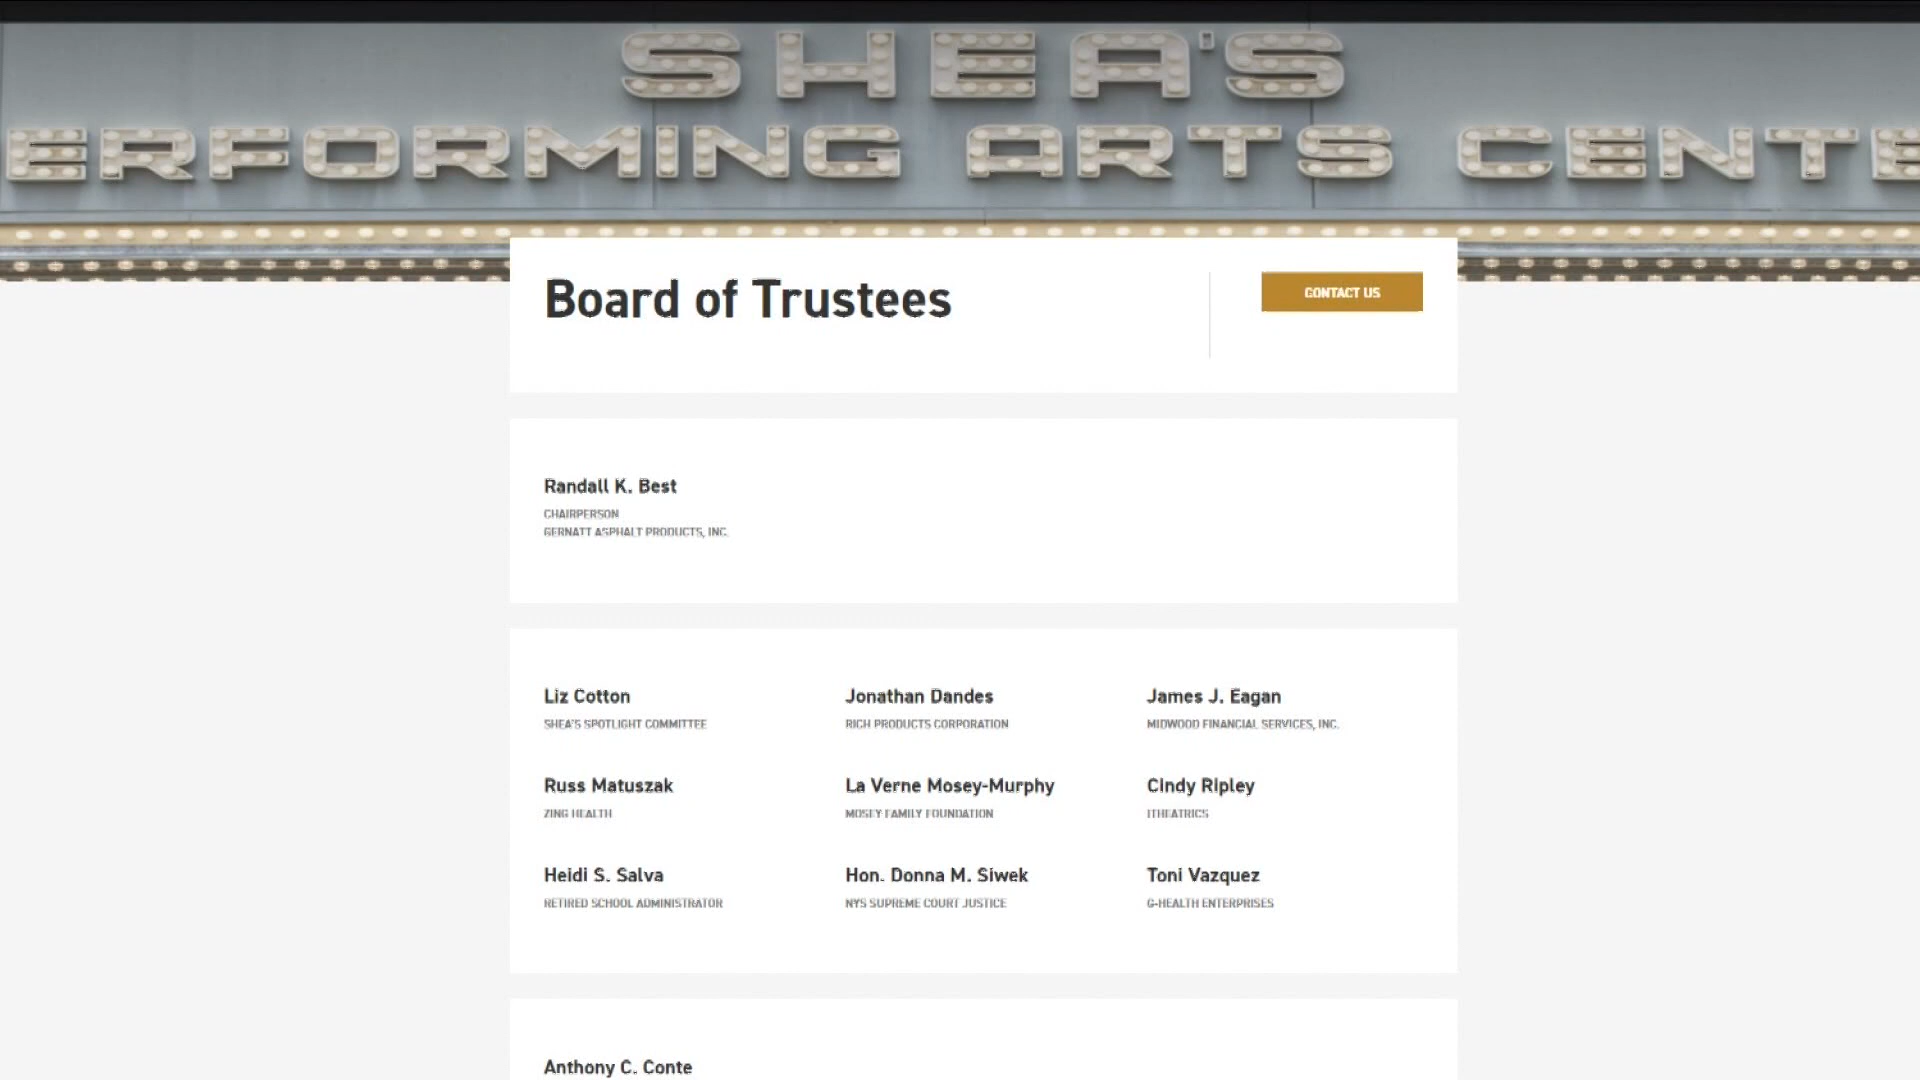 SHEA'S
ERFORMING ARTS CENTE
Board of Trustees
CONTACT US
Randall K. Best
CHAIRPERSON
GERNATT ASPHALT PRODUCTS, INC.
Liz Cotton
SHEA'S SPOTLIGHT COMMITTEE
Jonathan Dandes
RICH PRODUCTS CORPORATION
James J. Eagan
MIDWOOD FINANCIAL SERVICES, INC.
Russ Matuszak
ZING HEALTH
La Verne Mosey-Murphy
MOSEY FAMILY FOUNDATION
Cindy Ripley
ITHEATRICS
Heidi S. Salva
RETIRED SCHOOL ADMINISTRATOR
Hon. Donna M. Siwek
NYS SUPREME COURT JUSTICE
Toni Vazquez
G-HEALTH ENTERPRISES
Anthony C. Conte